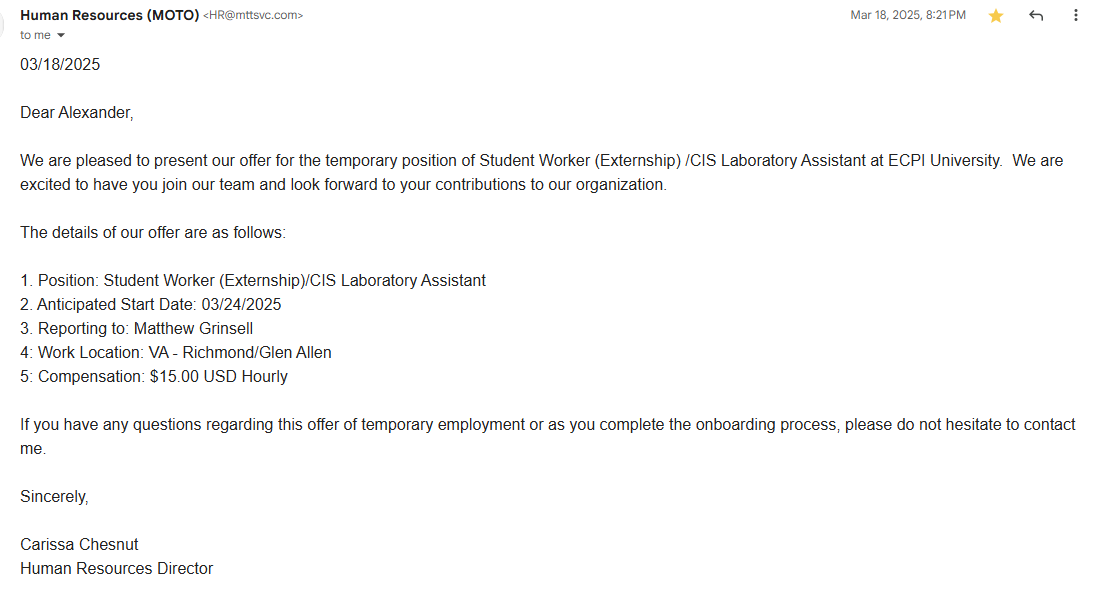 Human Resources (MOTO) <HR@mttsvc.com>
Mar 18, 2025, 8:21 PM
to me
03/18/2025
Dear Alexander,
We are pleased to present our offer for the temporary position of Student Worker (Externship) /CIS Laboratory Assistant at ECPI University.  We are
excited to have you join our team and look forward to your contributions to our organization.
The details of our offer are as follows:
1. Position: Student Worker (Externship)/CIS Laboratory Assistant
2. Anticipated Start Date: 03/24/2025
3. Reporting to: Matthew Grinsell
4: Work Location: VA - Richmond/Glen Allen
5: Compensation: $15.00 USD Hourly
If you have any questions regarding this offer of temporary employment or as you complete the onboarding process, please do not hesitate to contact
me.
Sincerely,
Carissa Chesnut
Human Resources Director